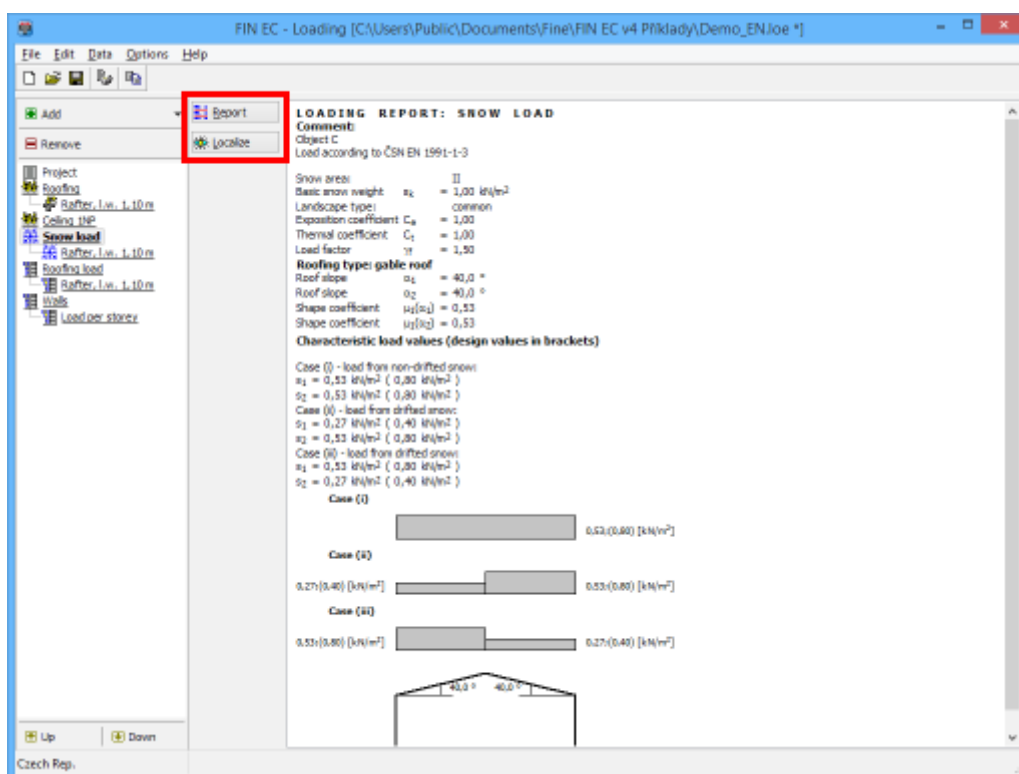 FIN EC - Loading [C:\Users\Public\Documents\Fine\FIN EC v4 Příklady\Demo_EN.loe *]
File Edit Data Options Help
Add
Remove
Report
Localize
Project
Roofing
Rafter, l.w. 1,10 m
Ceiling 1NP
Snow load
Rafter, l.w. 1,10 m
Roofing load
Rafter, l.w. 1,10 m
Walls
Load per storey
LOADING REPORT: SNOW LOAD
Comment:
Object C
Load according to ČSN EN 1991-1-3
Snow area: II
Basic snow weight sk = 1,00 kN/m²
Landscape type: common
Exposition coefficient Ce = 1,00
Thermal coefficient Ct = 1,00
Load factor γf = 1,50
Roofing type: gable roof
Roof slope α1 = 40,0 °
Roof slope α2 = 40,0 °
Shape coefficient μ1(α1) = 0,53
Shape coefficient μ1(α2) = 0,53
Characteristic load values (design values in brackets)
Case (i) - load from non-drifted snow:
s1 = 0,53 kN/m² ( 0,80 kN/m² )
s2 = 0,53 kN/m² ( 0,80 kN/m² )
Case (ii) - load from drifted snow:
s1 = 0,27 kN/m² ( 0,40 kN/m² )
s2 = 0,53 kN/m² ( 0,80 kN/m² )
Case (iii) - load from drifted snow:
s1 = 0,53 kN/m² ( 0,80 kN/m² )
s2 = 0,27 kN/m² ( 0,40 kN/m² )
Case (i)
0.53;(0.80) [kN/m²]
Case (ii)
0.27;(0.40) [kN/m²] 0.53;(0.80) [kN/m²]
Case (iii)
0.53;(0.80) [kN/m²] 0.27;(0.40) [kN/m²]
40,0 ° 40,0 °
Up Down
Czech Rep.